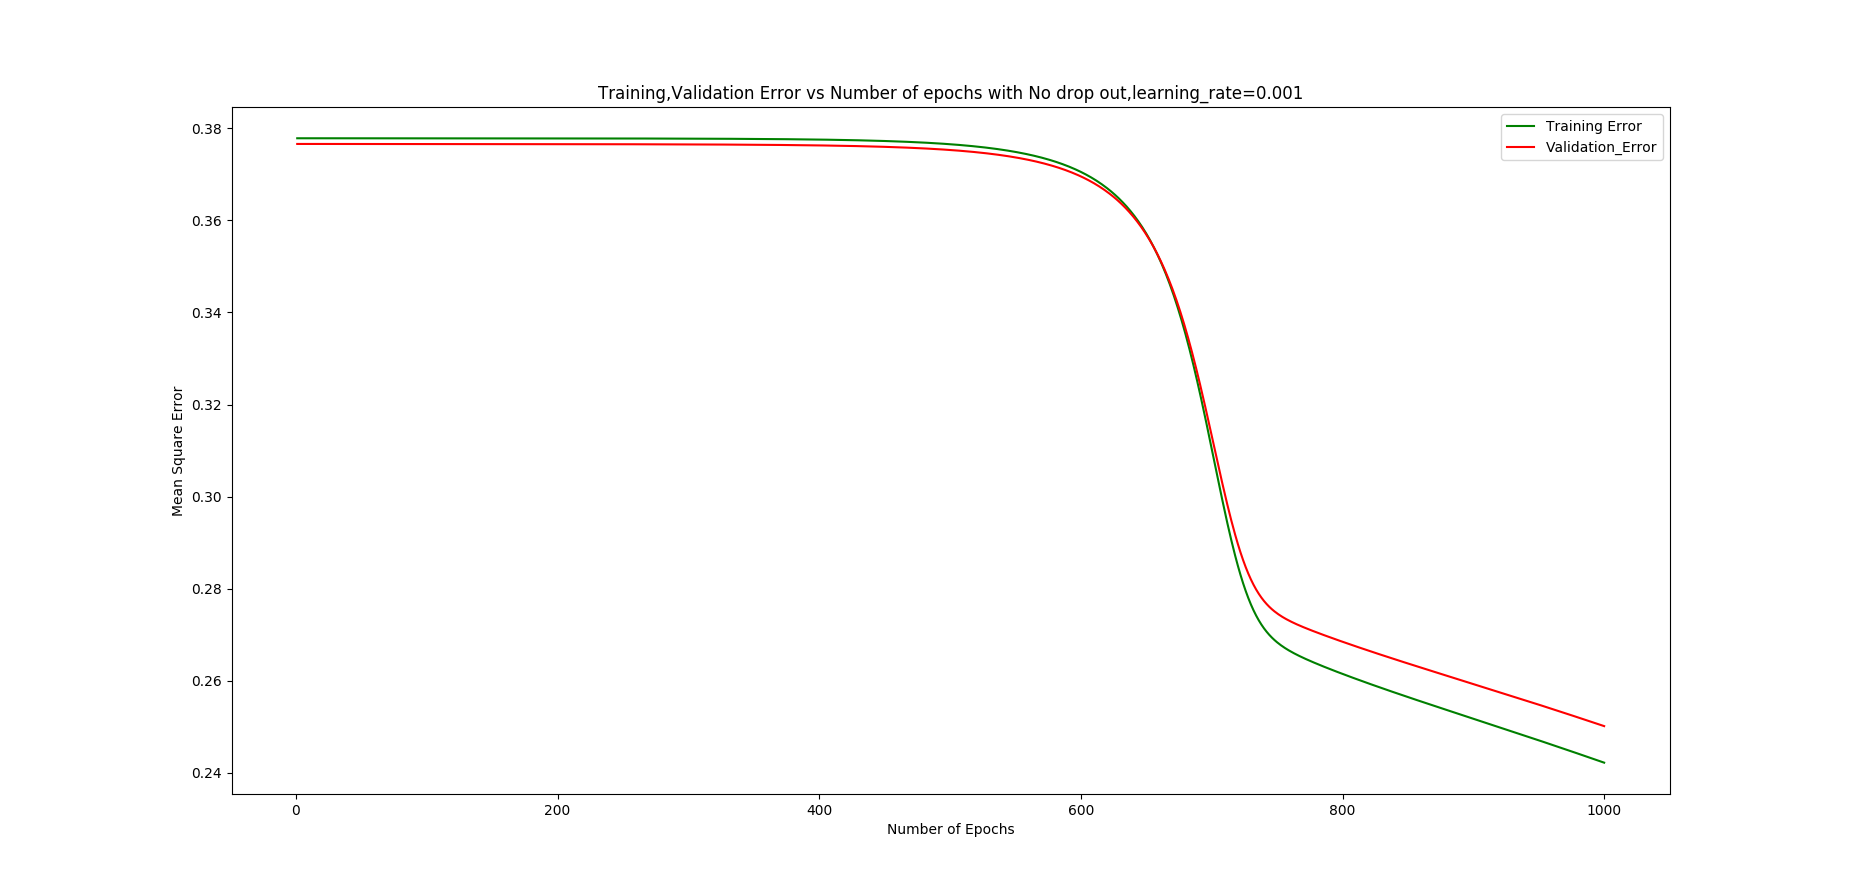 Training,Validation Error vs Number of epochs with No drop out,learning_rate=0.001
Training Error
Validation_Error
0.38
0.36
0.34
0.32
0.30
0.28
0.26
0.24
Mean Square Error
0 200 400 600 800 1000
Number of Epochs